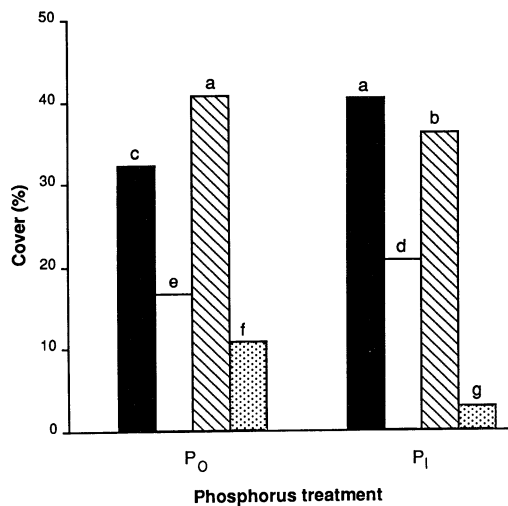 50
40
30
20
10
0
Cover (%)
c
e
a
f
a
d
b
g
P₀
P₁
Phosphorus treatment